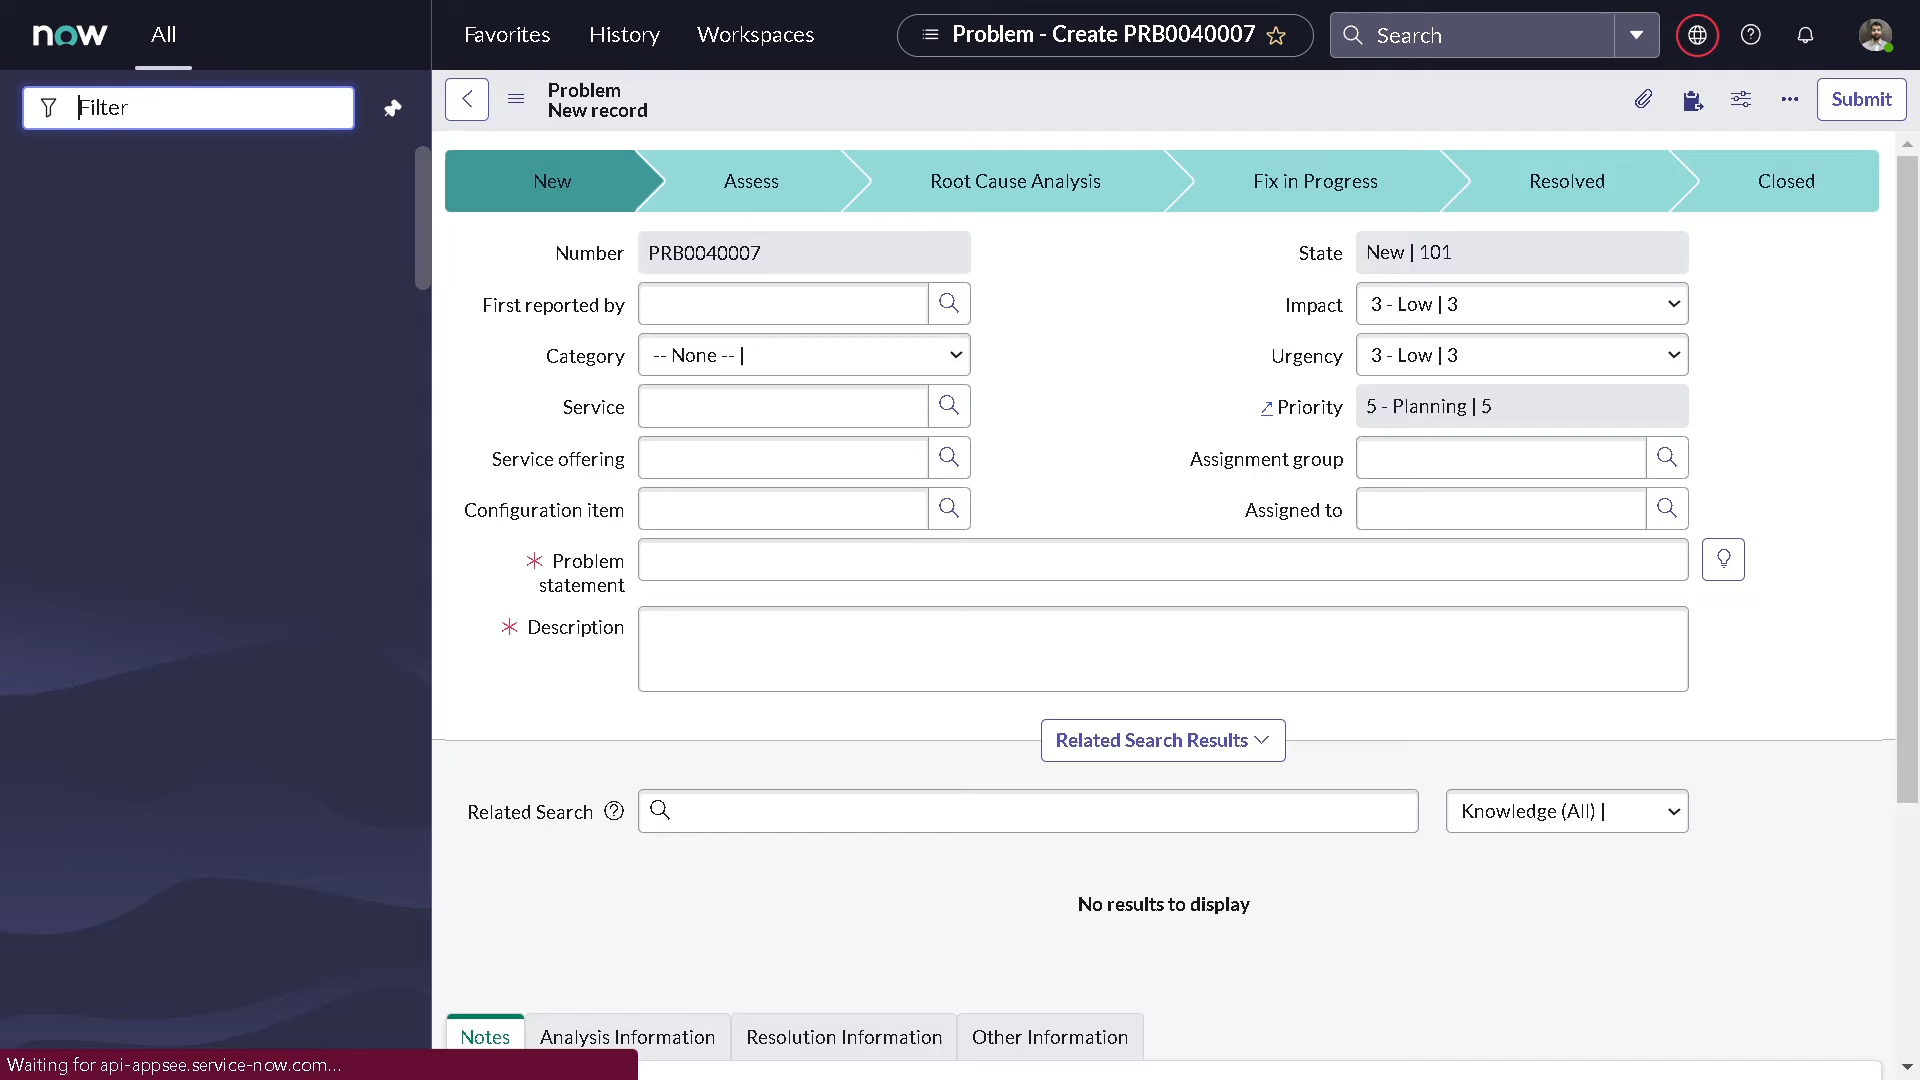 now All Favorites History Workspaces Problem - Create PRB0040007 Search
Filter
Problem
New record
Submit
New Assess Root Cause Analysis Fix in Progress Resolved Closed
Number PRB0040007 State New | 101
First reported by Impact 3 - Low | 3
Category -- None -- | Urgency 3 - Low | 3
Service Priority 5 - Planning | 5
Service offering Assignment group
Configuration item Assigned to
Problem
statement
Description
Related Search Results
Related Search Knowledge (All) |
No results to display
Notes Analysis Information Resolution Information Other Information
Waiting for api-appsee.service-now.com...